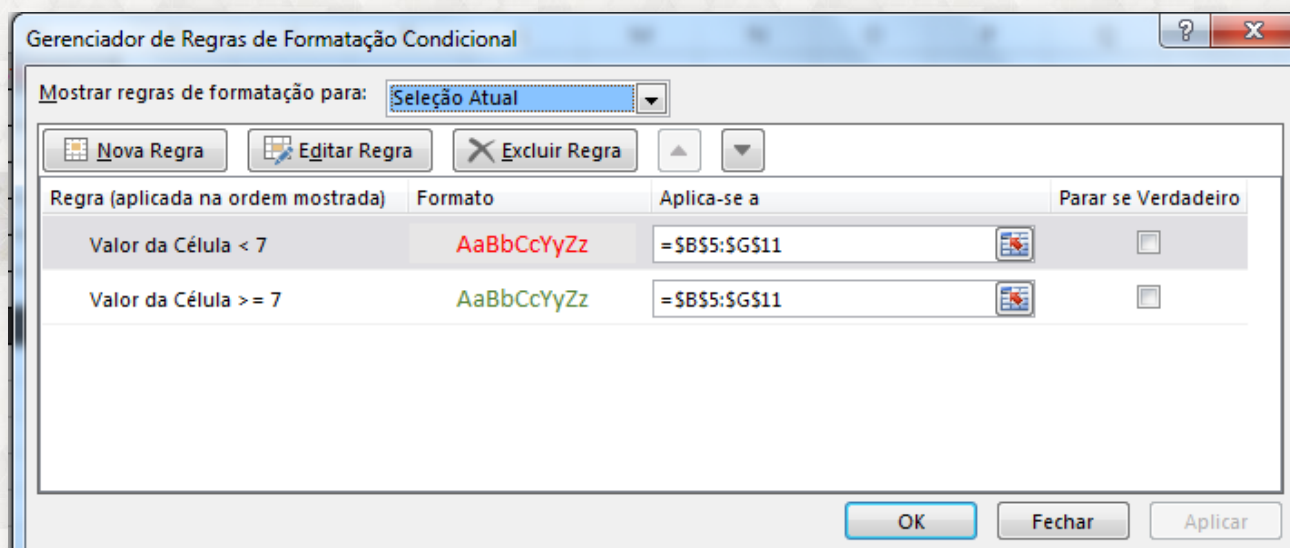 Gerenciador de Regras de Formatação Condicional
Mostrar regras de formatação para: Seleção Atual
Nova Regra Editar Regra Excluir Regra
Regra (aplicada na ordem mostrada) Formato Aplica-se a Parar se Verdadeiro
Valor da Célula < 7 AaBbCcYyZz =$B$5:$G$11
Valor da Célula >= 7 AaBbCcYyZz =$B$5:$G$11
OK Fechar Aplicar